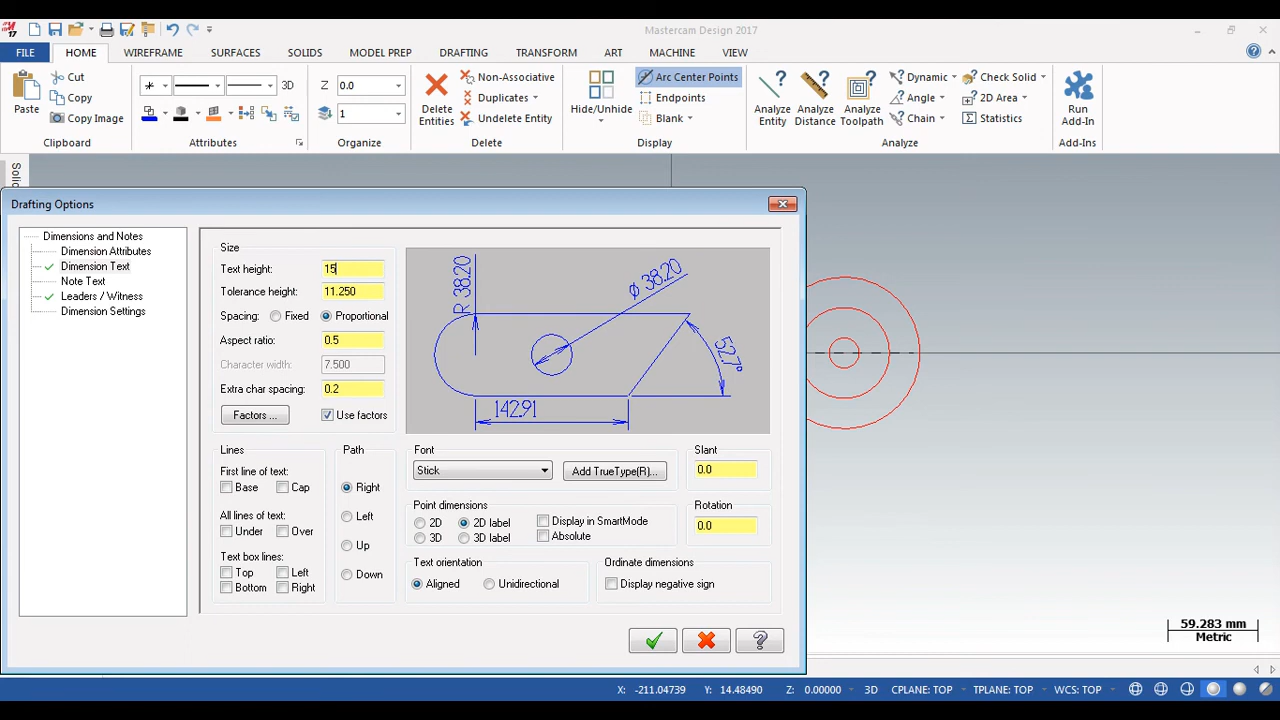 Mastercam Design 2017
FILE HOME WIREFRAME SURFACES SOLIDS MODEL PREP DRAFTING TRANSFORM ART MACHINE VIEW
Paste
Cut
Copy
Copy Image
Clipboard
3D
Attributes
Z 0.0
1
Organize
Delete Entities
Non-Associative
Duplicates
Undelete Entity
Delete
Hide/Unhide
Arc Center Points
Endpoints
Blank
Display
Analyze Entity
Analyze Distance
Analyze Toolpath
Dynamic
Angle
Chain
Check Solid
2D Area
Statistics
Analyze
Run Add-In
Add-Ins
Soli
Drafting Options
Dimensions and Notes
Dimension Attributes
Dimension Text
Note Text
Leaders / Witness
Dimension Settings
Size
Text height: 15
Tolerance height: 11.250
Spacing: Fixed Proportional
Aspect ratio: 0.5
Character width: 7.500
Extra char spacing: 0.2
Factors ... Use factors
R 38.20
ϕ 38.20
52.7°
142.91
Lines
First line of text:
Base Cap
All lines of text:
Under Over
Text box lines:
Top Left
Bottom Right
Path
Right
Left
Up
Down
Font
Stick Add TrueType(R)...
Slant
0.0
Point dimensions
2D 2D label Display in SmartMode
3D 3D label Absolute
Rotation
0.0
Text orientation
Aligned Unidirectional
Ordinate dimensions
Display negative sign
59.283 mm
Metric
X: -211.04739 Y: 14.48490 Z: 0.00000 3D CPLANE: TOP TPLANE: TOP WCS: TOP